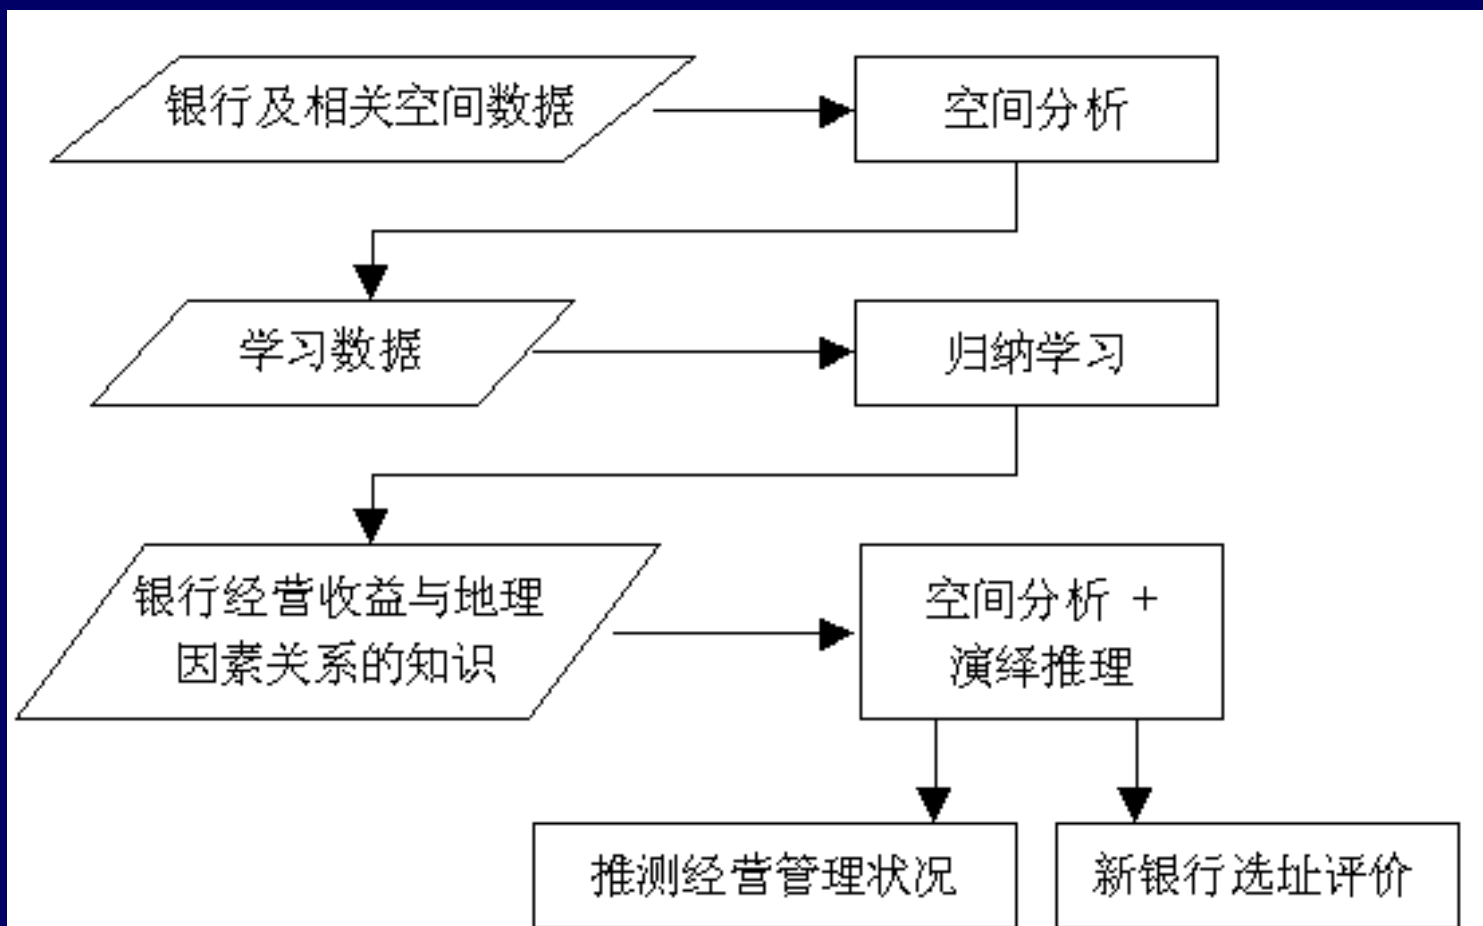 银行及相关空间数据
空间分析
学习数据
归纳学习
银行经营收益与地理
因素关系的知识
空间分析 +
演绎推理
推测经营管理状况
新银行选址评价